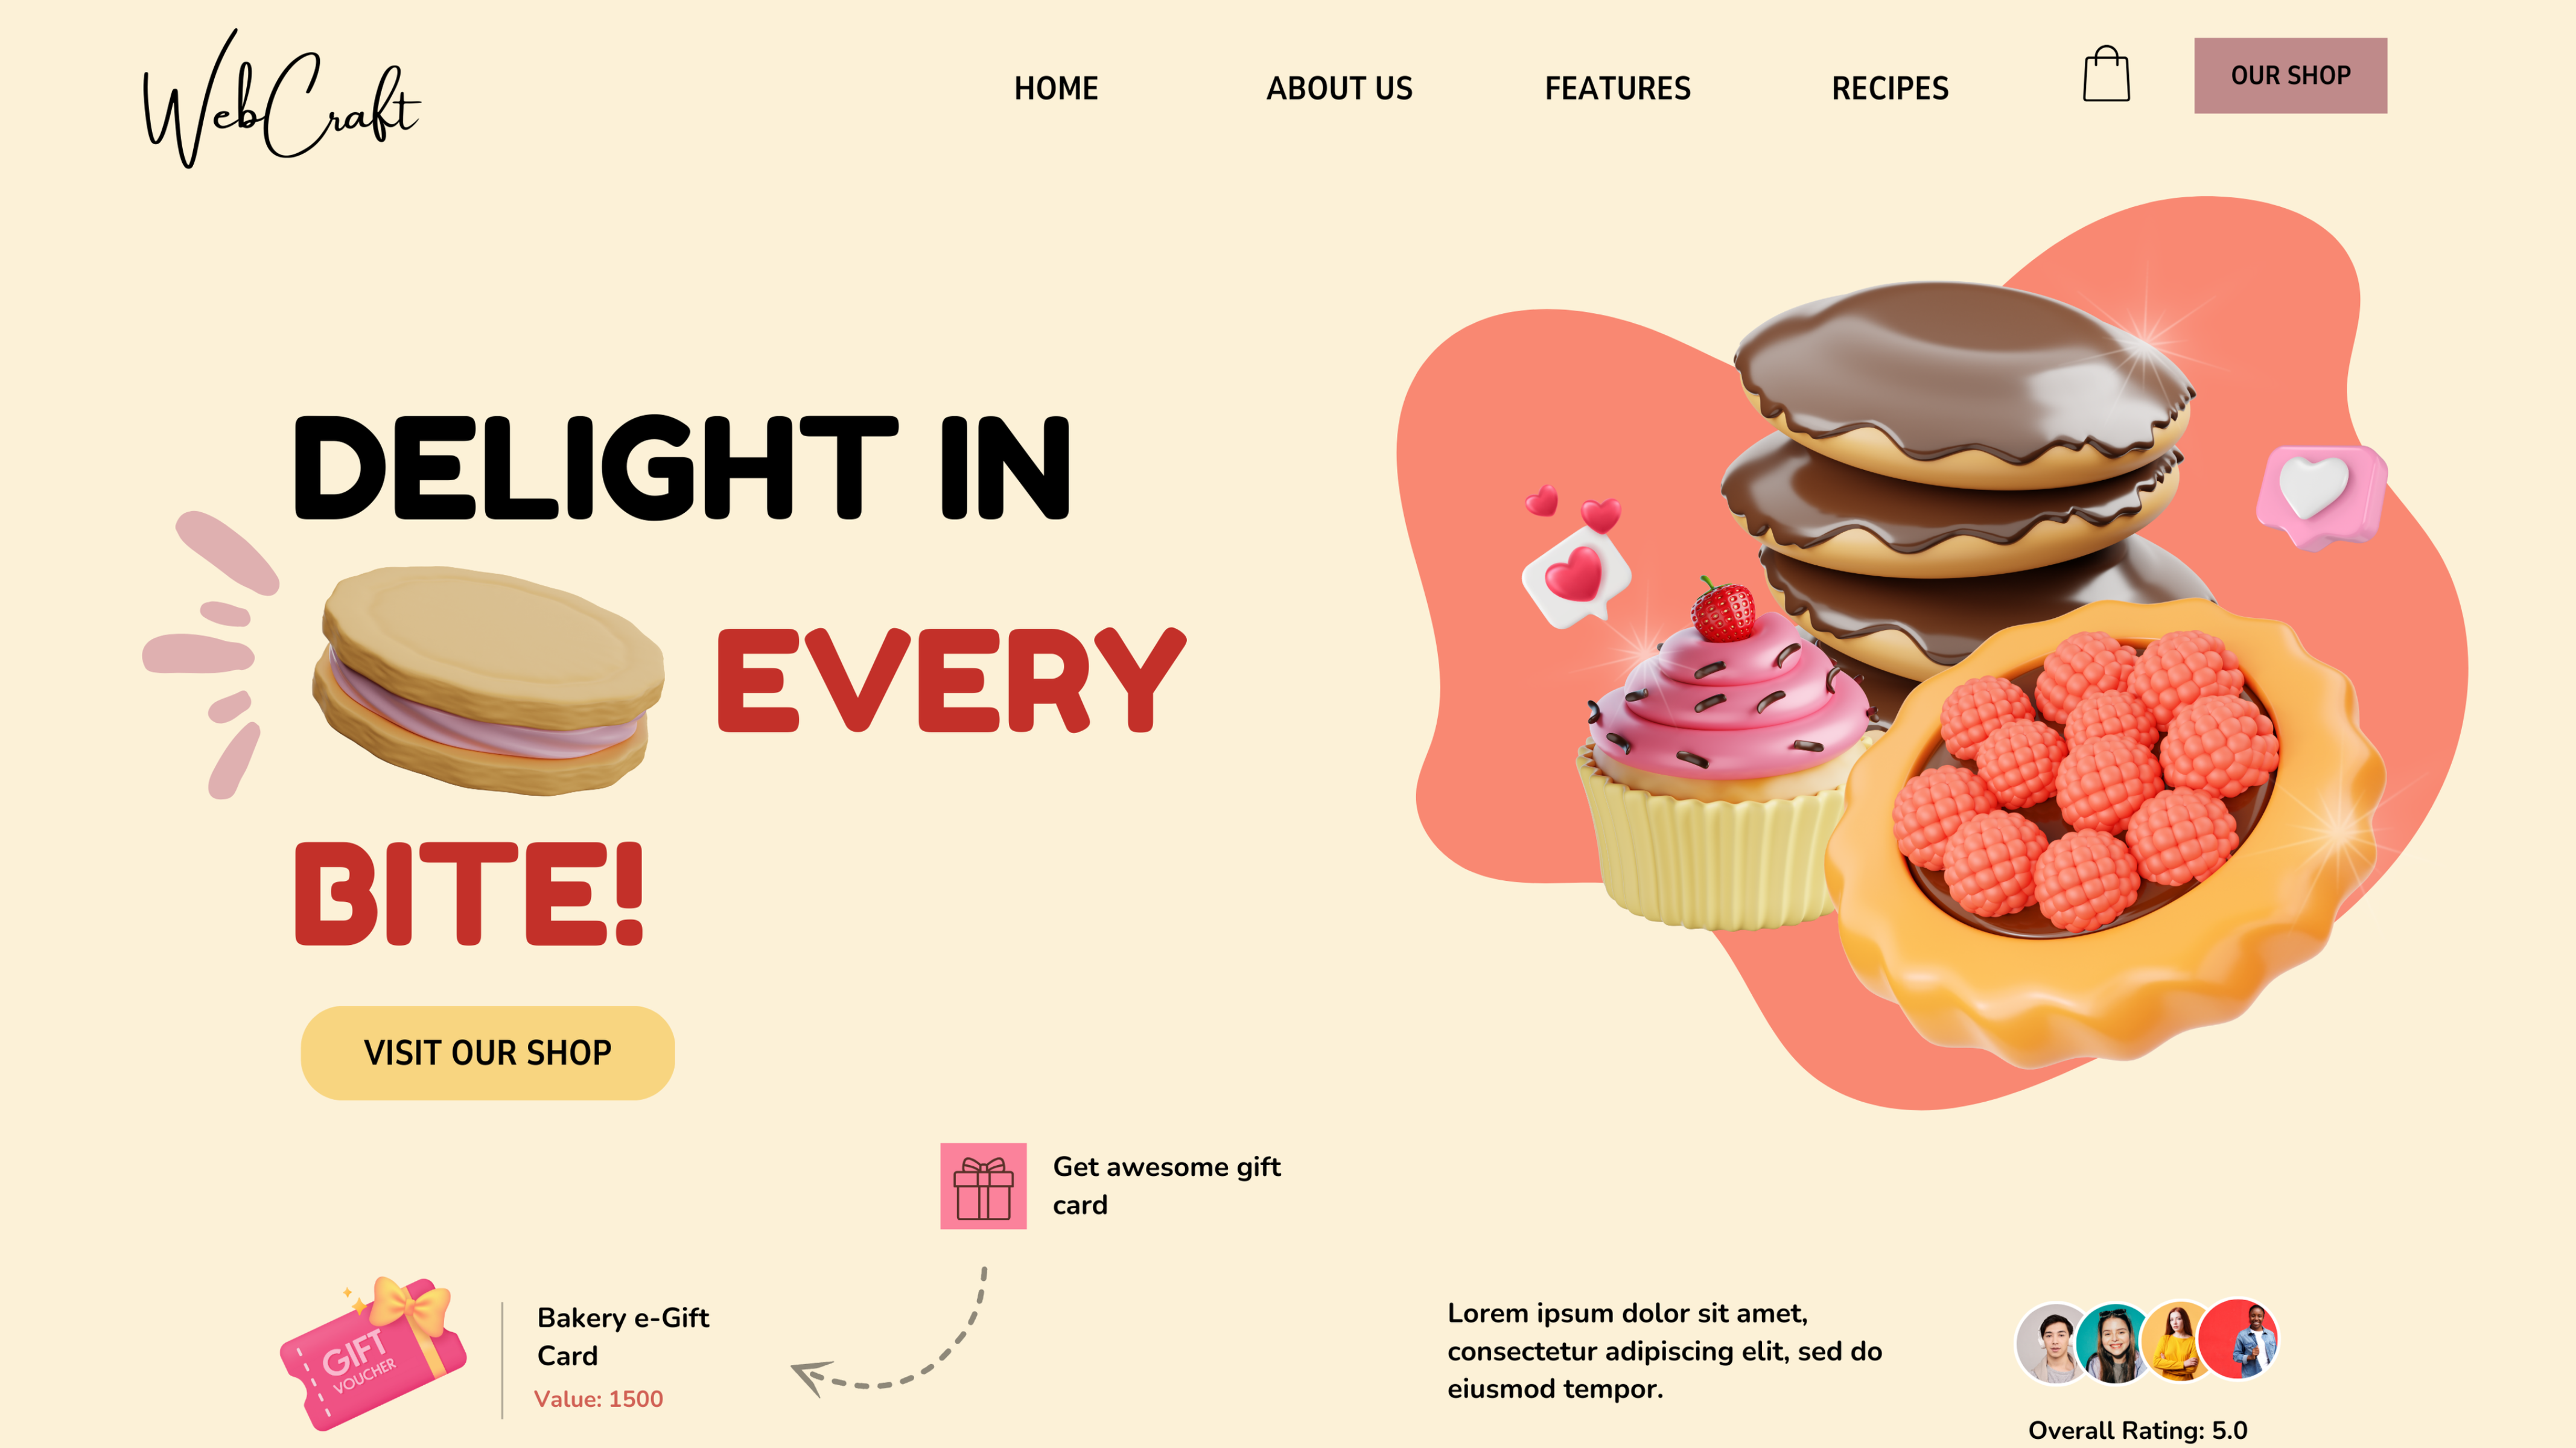 WebCraft
HOME
ABOUT US
FEATURES
RECIPES
OUR SHOP
DELIGHT IN
EVERY
BITE!
VISIT OUR SHOP
Get awesome gift
card
GIFT
VOUCHER
Bakery e-Gift
Card
Value: 1500
Lorem ipsum dolor sit amet,
consectetur adipiscing elit, sed do
eiusmod tempor.
Overall Rating: 5.0